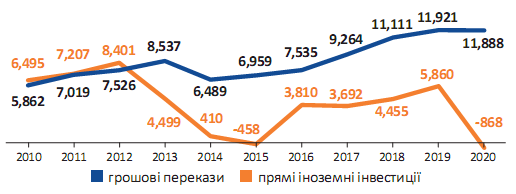 6,495 7,207 8,401 8,537 6,959 7,535 9,264 11,111 11,921
5,862 7,019 7,526 6,489 11,888
4,499 410 -458 3,810 3,692 4,455 5,860 -868
2010 2011 2012 2013 2014 2015 2016 2017 2018 2019 2020
грошові перекази прямі іноземні інвестиції